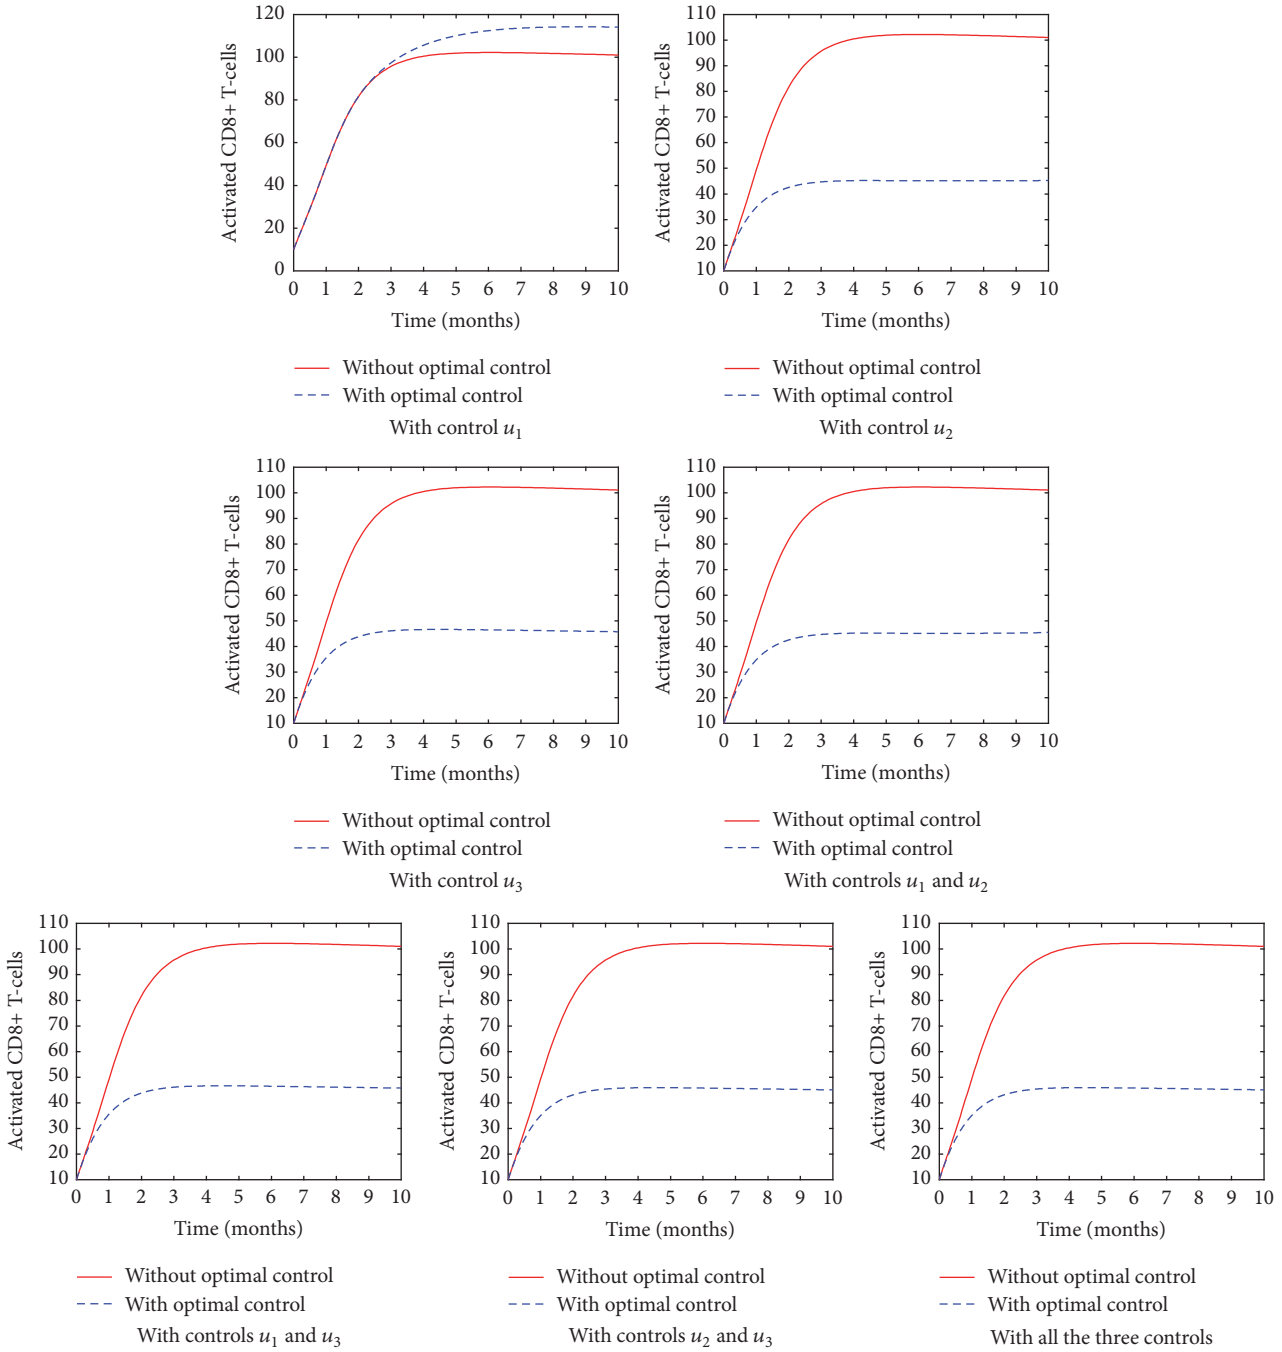 120
100
80
60
40
20
0
Activated CD8+ T-cells
0 1 2 3 4 5 6 7 8 9 10
Time (months)
Without optimal control
With optimal control
With control u₁
110
100
90
80
70
60
50
40
30
20
10
Activated CD8+ T-cells
0 1 2 3 4 5 6 7 8 9 10
Time (months)
Without optimal control
With optimal control
With control u₂
110
100
90
80
70
60
50
40
30
20
10
Activated CD8+ T-cells
0 1 2 3 4 5 6 7 8 9 10
Time (months)
Without optimal control
With optimal control
With control u₃
110
100
90
80
70
60
50
40
30
20
10
Activated CD8+ T-cells
0 1 2 3 4 5 6 7 8 9 10
Time (months)
Without optimal control
With optimal control
With controls u₁ and u₂
110
100
90
80
70
60
50
40
30
20
10
Activated CD8+ T-cells
0 1 2 3 4 5 6 7 8 9 10
Time (months)
Without optimal control
With optimal control
With controls u₁ and u₃
110
100
90
80
70
60
50
40
30
20
10
Activated CD8+ T-cells
0 1 2 3 4 5 6 7 8 9 10
Time (months)
Without optimal control
With optimal control
With controls u₂ and u₃
110
100
90
80
70
60
50
40
30
20
10
Activated CD8+ T-cells
0 1 2 3 4 5 6 7 8 9 10
Time (months)
Without optimal control
With optimal control
With all the three controls